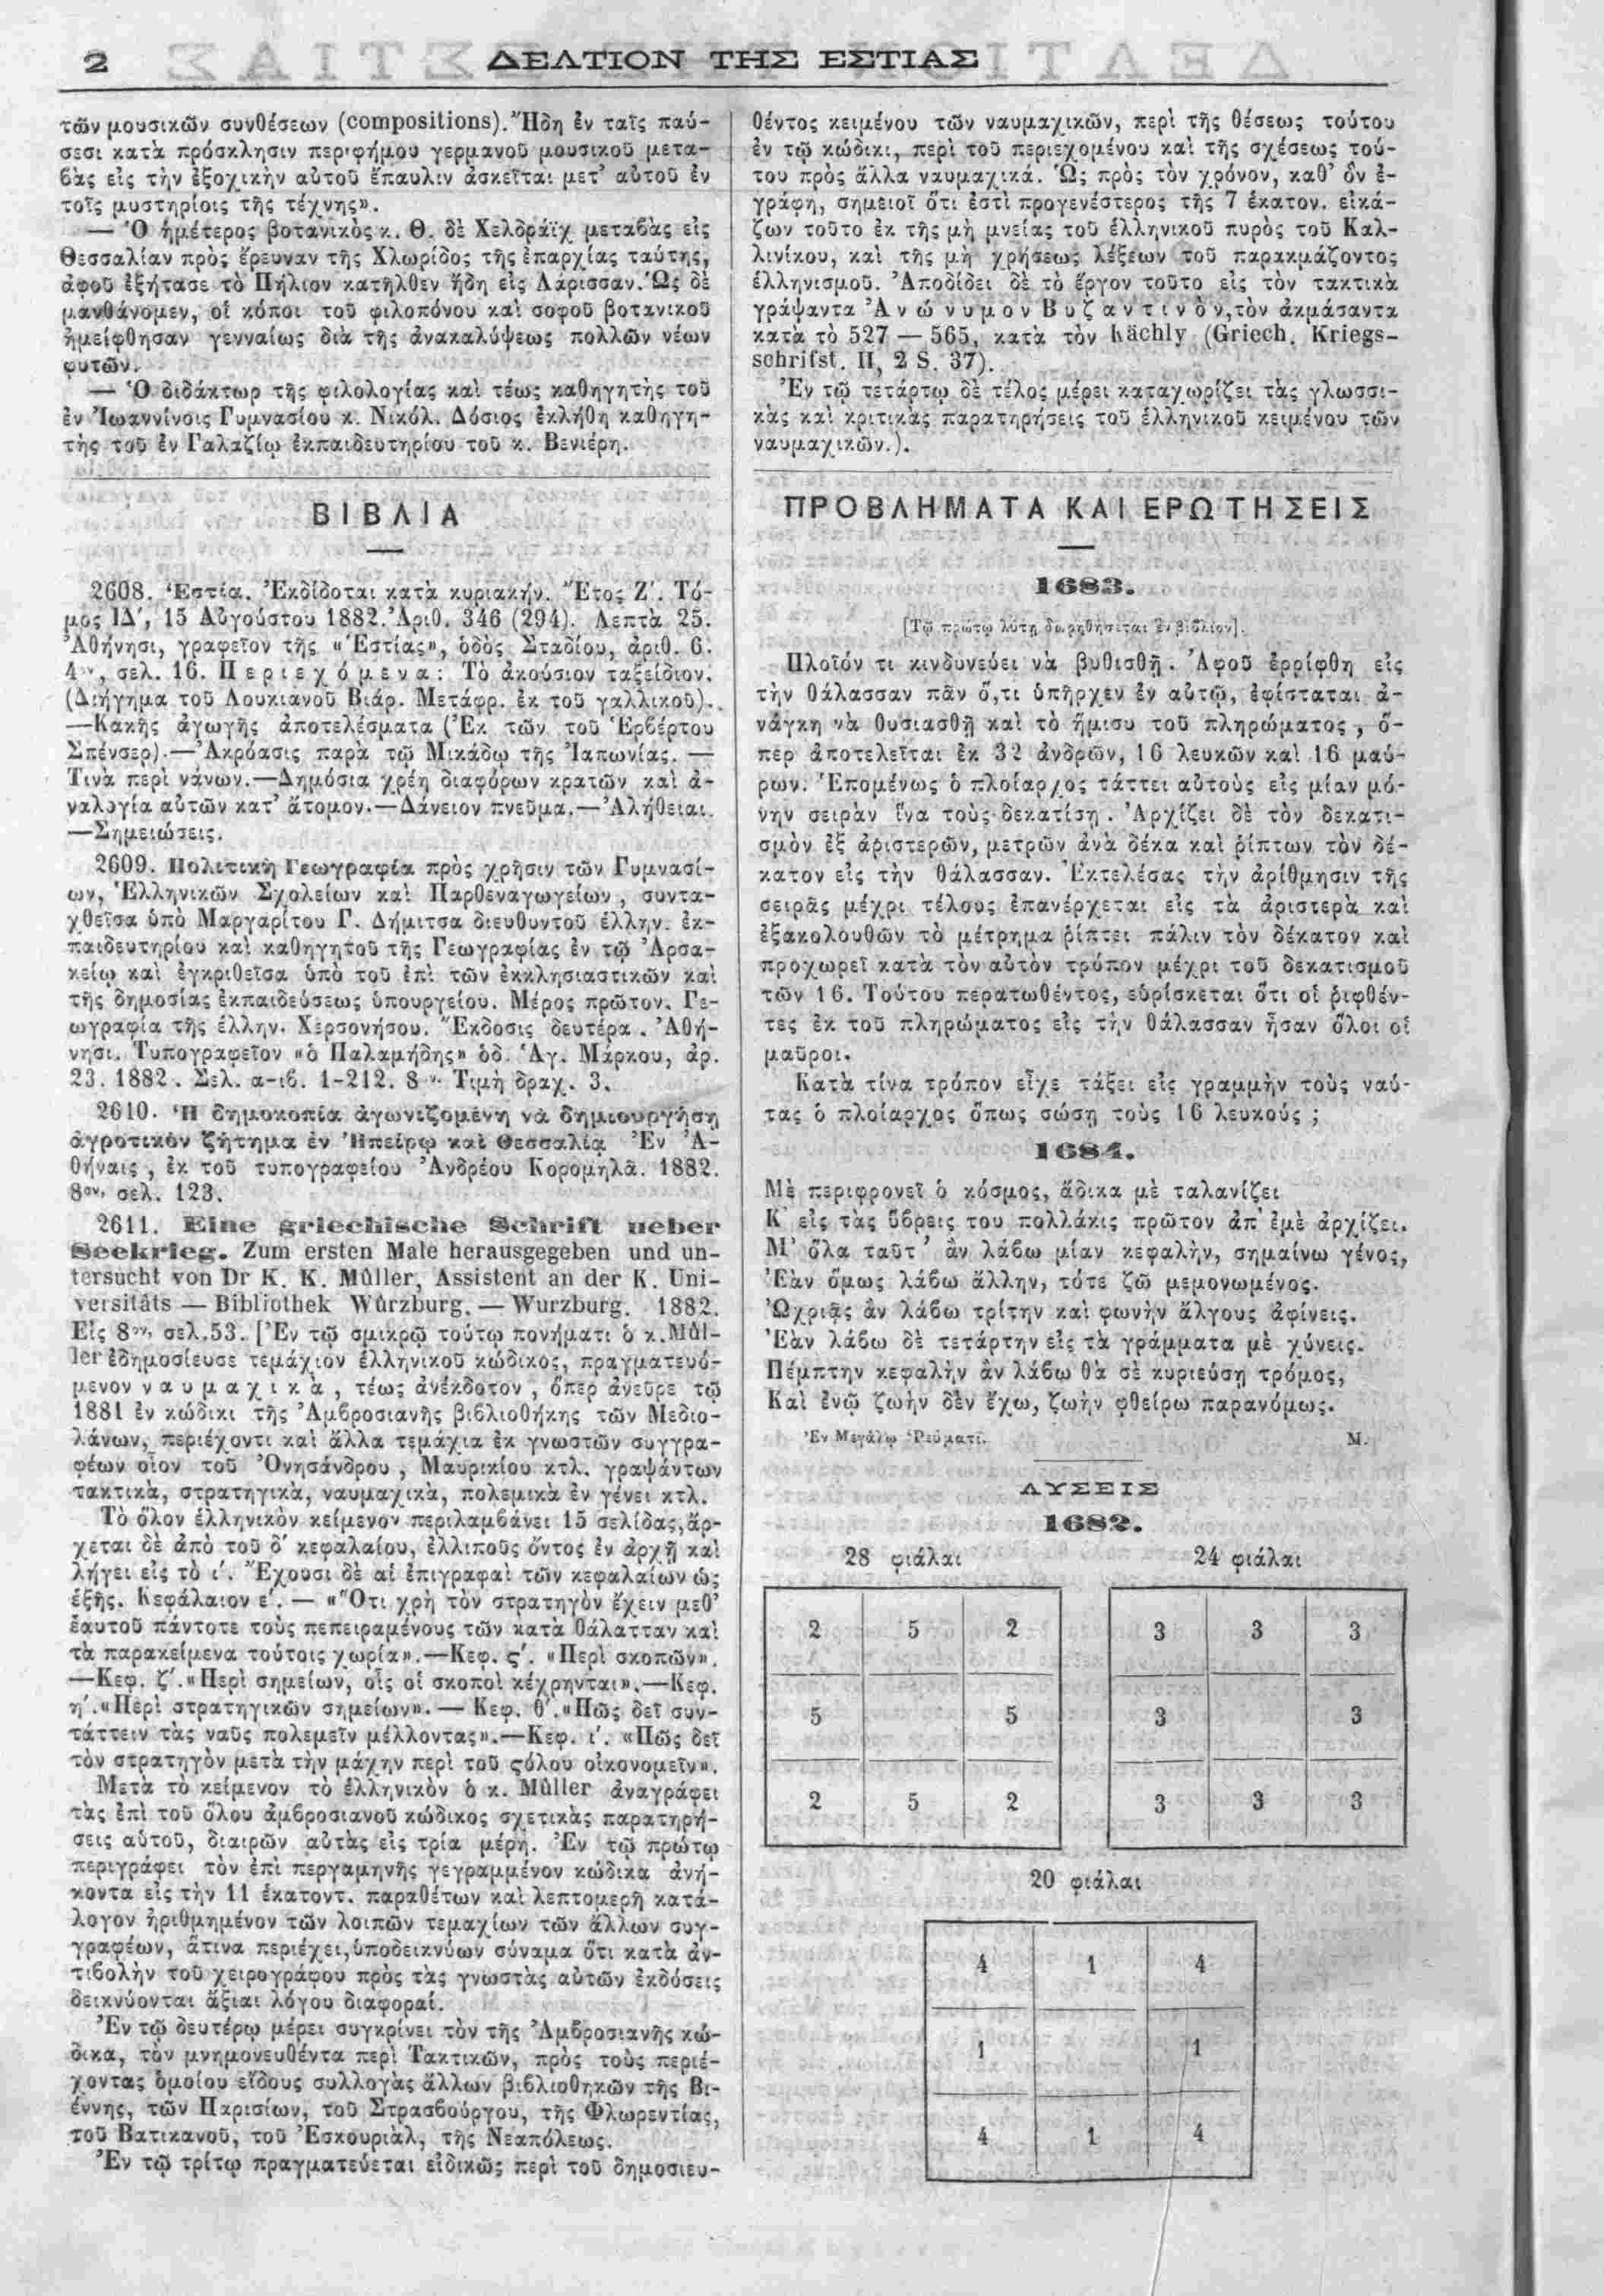 2
ΔΕΛΤΙΟΝ ΤΗΣ ΕΣΤΙΑΣ
τῶν μουσικῶν συνθέσεων (compositions). Ἤδη ἐν ταῖς παύ-
σεσι κατὰ πρόσκλησιν περιφήμου γερμανοῦ μουσικοῦ μετα-
βὰς εἰς τὴν ἐξοχικὴν αὐτοῦ ἔπαυλιν ἀσκεῖται μετ' αὐτοῦ ἐν
τοῖς μυστηρίοις τῆς τέχνης».
— Ὁ ἡμέτερος βοτανικὸς κ. Θ. δὲ Χελδράϊχ μεταβὰς εἰς
Θεσσαλίαν πρὸς ἔρευναν τῆς Χλωρίδος τῆς ἐπαρχίας ταύτης,
ἀφοῦ ἐξήτασε τὸ Πήλιον κατῆλθεν ἤδη εἰς Λάρισσαν. Ὡς δὲ
μανθάνομεν, οἱ κόποι τοῦ φιλοπόνου καὶ σοφοῦ βοτανικοῦ
ἠμείφθησαν γενναίως διὰ τῆς ἀνακαλύψεως πολλῶν νέων
φυτῶν.
— Ὁ διδάκτωρ τῆς φιλολογίας καὶ τέως καθηγητὴς τοῦ
ἐν Ἰωαννίνοις Γυμνασίου κ. Νικόλ. Δόσιος ἐκλήθη καθηγη-
τὴς τοῦ ἐν Γαλαζίῳ ἐκπαιδευτηρίου τοῦ κ. Βενιέρη.
ΒΙΒΛΙΑ
2608. Ἑστία. Ἐκδίδοται κατὰ κυριακήν. Ἔτος Ζ'. Τό-
μος ΙΔ', 15 Αὐγούστου 1882. Ἀριθ. 346 (294). Λεπτὰ 25.
Ἀθήνησι, γραφεῖον τῆς «Ἑστίας», ὁδὸς Σταδίου, ἀριθ. 6.
4ον, σελ. 16. Περιεχόμενα: Τὸ ἀκούσιον ταξείδιον.
(Διήγημα τοῦ Λουκιανοῦ Βιάρ. Μετάφρ. ἐκ τοῦ γαλλικοῦ).
—Κακῆς ἀγωγῆς ἀποτελέσματα (Ἐκ τῶν τοῦ Ἑρβέρτου
Σπένσερ).—Ἀκρόασις παρὰ τῷ Μικάδῳ τῆς Ἰαπωνίας. —
Τινὰ περὶ νάνων.—Δημόσια χρέη διαφόρων κρατῶν καὶ ἀ-
ναλογία αὐτῶν κατ' ἄτομον.—Δάνειον πνεῦμα.—Ἀλήθειαι.
—Σημειώσεις.
2609. Πολιτικὴ Γεωγραφία πρὸς χρῆσιν τῶν Γυμνασί-
ων, Ἑλληνικῶν Σχολείων καὶ Παρθεναγωγείων, συντα-
χθεῖσα ὑπὸ Μαργαρίτου Γ. Δήμιτσα διευθυντοῦ ἑλλην. ἐκ-
παιδευτηρίου καὶ καθηγητοῦ τῆς Γεωγραφίας ἐν τῷ Ἀρσα-
κείῳ καὶ ἐγκριθεῖσα ὑπὸ τοῦ ἐπὶ τῶν ἐκκλησιαστικῶν καὶ
τῆς δημοσίας ἐκπαιδεύσεως ὑπουργείου. Μέρος πρῶτον. Γε-
ωγραφία τῆς ἑλλην. Χερσονήσου. Ἔκδοσις δευτέρα. Ἀθή-
νησι. Τυπογραφεῖον «ὁ Παλαμήδης» ὁδ. Ἁγ. Μάρκου, ἀρ.
23. 1882. Σελ. α-ιβ. 1-212. 8ον. Τιμὴ δραχ. 3.
2610. Ἡ δημοκοπία ἀγωνιζομένη νὰ δημιουργήσῃ
ἀγροτικὸν ζήτημα ἐν Ἠπείρῳ καὶ Θεσσαλίᾳ Ἐν Ἀ-
θήναις, ἐκ τοῦ τυπογραφείου Ἀνδρέου Κορομηλᾶ. 1882.
8ον, σελ. 123.
2611. Eine griechische Schrift ueber
Seekrieg. Zum ersten Male herausgegeben und un-
tersucht von Dr K. K. Mûller, Assistent an der K. Uni-
versitâts — Bibliothek Wûrzburg. — Wurzburg. 1882.
Εἰς 8ον, σελ. 53. [Ἐν τῷ σμικρῷ τούτῳ πονήματι ὁ κ. Mûl-
ler ἐδημοσίευσε τεμάχιον ἑλληνικοῦ κώδικος, πραγματευό-
μενον ναυμαχικὰ, τέως ἀνέκδοτον, ὅπερ ἀνεῦρε τῷ
1881 ἐν κώδικι τῆς Ἀμβροσιανῆς βιβλιοθήκης τῶν Μεδιο-
λάνων, περιέχοντι καὶ ἄλλα τεμάχια ἐκ γνωστῶν συγγρα-
φέων οἷον τοῦ Ὀνησάνδρου, Μαυρικίου κτλ. γραψάντων
τακτικὰ, στρατηγικὰ, ναυμαχικὰ, πολεμικὰ ἐν γένει κτλ.
Τὸ ὅλον ἑλληνικὸν κείμενον περιλαμβάνει 15 σελίδας, ἄρ-
χεται δὲ ἀπὸ τοῦ δ' κεφαλαίου, ἐλλιποῦς ὄντος ἐν ἀρχῇ καὶ
λήγει εἰς τὸ ι'. Ἔχουσι δὲ αἱ ἐπιγραφαὶ τῶν κεφαλαίων ὡς
ἑξῆς. Κεφάλαιον ε'. — «Ὅτι χρὴ τὸν στρατηγὸν ἔχειν μεθ'
ἑαυτοῦ πάντοτε τοὺς πεπειραμένους τῶν κατὰ θάλατταν καὶ
τὰ παρακείμενα τούτοις χωρία».—Κεφ. ς'. «Περὶ σκοπῶν».
—Κεφ. ζ'. «Περὶ σημείων, οἷς οἱ σκοποὶ κέχρηνται».—Κεφ.
η'. «Περὶ στρατηγικῶν σημείων». — Κεφ. θ'. «Πῶς δεῖ συν-
τάττειν τὰς ναῦς πολεμεῖν μέλλοντας».—Κεφ. ι'. «Πῶς δεῖ
τὸν στρατηγὸν μετὰ τὴν μάχην περὶ τοῦ ϛόλου οἰκονομεῖν».
Μετὰ τὸ κείμενον τὸ ἑλληνικὸν ὁ κ. Mûller ἀναγράφει
τὰς ἐπὶ τοῦ ὅλου ἀμβροσιανοῦ κώδικος σχετικὰς παρατηρή-
σεις αὑτοῦ, διαιρῶν αὐτὰς εἰς τρία μέρη. Ἐν τῷ πρώτῳ
περιγράφει τὸν ἐπὶ περγαμηνῆς γεγραμμένον κώδικα ἀνή-
κοντα εἰς τὴν 11 ἑκατοντ. παραθέτων καὶ λεπτομερῆ κατά-
λογον ἠριθμημένον τῶν λοιπῶν τεμαχίων τῶν ἄλλων συγ-
γραφέων, ἅτινα περιέχει, ὑποδεικνύων σύναμα ὅτι κατὰ ἀν-
τιβολὴν τοῦ χειρογράφου πρὸς τὰς γνωστὰς αὐτῶν ἐκδόσεις
δεικνύονται ἄξιαι λόγου διαφοραί.
Ἐν τῷ δευτέρῳ μέρει συγκρίνει τὸν τῆς Ἀμβροσιανῆς κώ-
δικα, τὸν μνημονευθέντα περὶ Τακτικῶν, πρὸς τοὺς περιέ-
χοντας ὁμοίου εἴδους συλλογὰς ἄλλων βιβλιοθηκῶν τῆς Βι-
έννης, τῶν Παρισίων, τοῦ Στρασβούργου, τῆς Φλωρεντίας,
τοῦ Βατικανοῦ, τοῦ Ἐσκουριὰλ, τῆς Νεαπόλεως.
Ἐν τῷ τρίτῳ πραγματεύεται εἰδικῶς περὶ τοῦ δημοσιευ-
θέντος κειμένου τῶν ναυμαχικῶν, περὶ τῆς θέσεως τούτου
ἐν τῷ κώδικι, περὶ τοῦ περιεχομένου καὶ τῆς σχέσεως τού-
του πρὸς ἄλλα ναυμαχικά. Ὡς πρὸς τὸν χρόνον, καθ' ὃν ἐ-
γράφη, σημειοῖ ὅτι ἐστὶ προγενέστερος τῆς 7 ἑκατον. εἰκά-
ζων τοῦτο ἐκ τῆς μὴ μνείας τοῦ ἑλληνικοῦ πυρὸς τοῦ Καλ-
λινίκου, καὶ τῆς μὴ χρήσεως λέξεων τοῦ παρακμάζοντος
ἑλληνισμοῦ. Ἀποδίδει δὲ τὸ ἔργον τοῦτο εἰς τὸν τακτικὰ
γράψαντα Ἀνώνυμον Βυζαντινὸν, τὸν ἀκμάσαντα
κατὰ τὸ 527 — 565, κατὰ τὸν Kächly (Griech. Kriegs-
schrifst. II, 2 S. 37).
Ἐν τῷ τετάρτῳ δὲ τέλος μέρει καταχωρίζει τὰς γλωσσι-
κὰς καὶ κριτικὰς παρατηρήσεις τοῦ ἑλληνικοῦ κειμένου τῶν
ναυμαχικῶν.).
ΠΡΟΒΛΗΜΑΤΑ ΚΑΙ ΕΡΩΤΗΣΕΙΣ
1683.
[Τῷ πρώτῳ λύτῃ δωρηθήσεται ἓν βιβλίον].
Πλοῖόν τι κινδυνεύει νὰ βυθισθῇ. Ἀφοῦ ἐρρίφθη εἰς
τὴν θάλασσαν πᾶν ὅ,τι ὑπῆρχεν ἐν αὐτῷ, ἐφίσταται ἀ-
νάγκη νὰ θυσιασθῇ καὶ τὸ ἥμισυ τοῦ πληρώματος, ὅ-
περ ἀποτελεῖται ἐκ 32 ἀνδρῶν, 16 λευκῶν καὶ 16 μαύ-
ρων. Ἑπομένως ὁ πλοίαρχος τάττει αὐτοὺς εἰς μίαν μό-
νην σειρὰν ἵνα τοὺς δεκατίσῃ. Ἀρχίζει δὲ τὸν δεκατι-
σμὸν ἐξ ἀριστερῶν, μετρῶν ἀνὰ δέκα καὶ ῥίπτων τὸν δέ-
κατον εἰς τὴν θάλασσαν. Ἐκτελέσας τὴν ἀρίθμησιν τῆς
σειρᾶς μέχρι τέλους ἐπανέρχεται εἰς τὰ ἀριστερὰ καὶ
ἐξακολουθῶν τὸ μέτρημα ῥίπτει πάλιν τὸν δέκατον καὶ
προχωρεῖ κατὰ τὸν αὐτὸν τρόπον μέχρι τοῦ δεκατισμοῦ
τῶν 16. Τούτου περατωθέντος, εὑρίσκεται ὅτι οἱ ῥιφθέν-
τες ἐκ τοῦ πληρώματος εἰς τὴν θάλασσαν ἦσαν ὅλοι οἱ
μαῦροι.
Κατὰ τίνα τρόπον εἶχε τάξει εἰς γραμμὴν τοὺς ναύ-
τας ὁ πλοίαρχος ὅπως σώσῃ τοὺς 16 λευκούς;
1684.
Μὲ περιφρονεῖ ὁ κόσμος, ἄδικα μὲ ταλανίζει
Κ' εἰς τὰς ὕβρεις του πολλάκις πρῶτον ἀπ' ἐμὲ ἀρχίζει.
Μ' ὅλα ταῦτ' ἂν λάβω μίαν κεφαλὴν, σημαίνω γένος,
Ἐὰν ὅμως λάβω ἄλλην, τότε ζῶ μεμονωμένος.
Ὠχριᾷς ἂν λάβω τρίτην καὶ φωνὴν ἄλγους ἀφίνεις.
Ἐὰν λάβω δὲ τετάρτην εἰς τὰ γράμματα μὲ χύνεις.
Πέμπτην κεφαλὴν ἂν λάβω θὰ σὲ κυριεύσῃ τρόμος,
Καὶ ἐνῷ ζωὴν δὲν ἔχω, ζωὴν φθείρω παρανόμως.
Ἐν Μεγάλῳ Ῥεύματι. Μ.
ΛΥΣΕΙΣ
1682.
28 φιάλαι 24 φιάλαι
2 5 2 3 3 3
5 5 3 3
2 5 2 3 3 3
20 φιάλαι
4 1 4
1 1
4 1 4